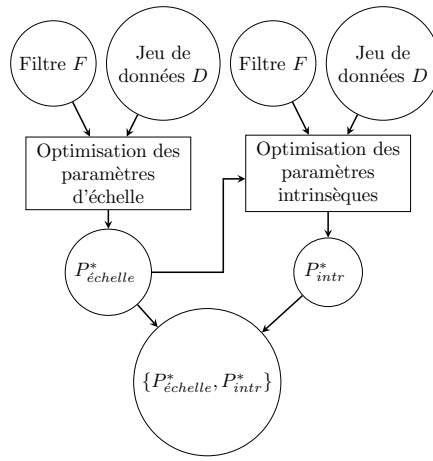 Filtre F
Jeu de
données D
Filtre F
Jeu de
données D
Optimisation des
paramètres
d'échelle
Optimisation des
paramètres
intrinsèques
P*échelle
P*intr
{P*échelle, P*intr}